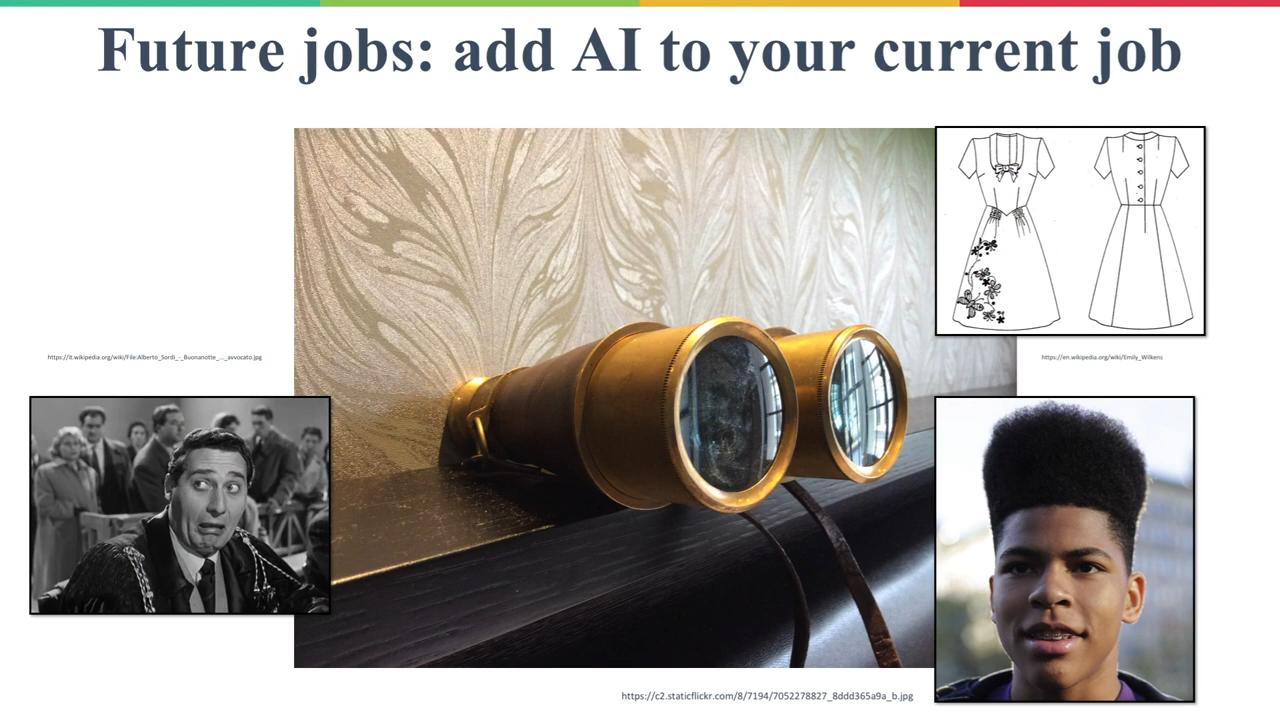 Future jobs: add AI to your current job
https://it.wikipedia.org/wiki/File:Alberto_Sordi_-_Buonanotte_..._avvocato.jpg
https://en.wikipedia.org/wiki/Emily_Wilkens
https://c2.staticflickr.com/8/7194/7052278827_8ddd365a9a_b.jpg